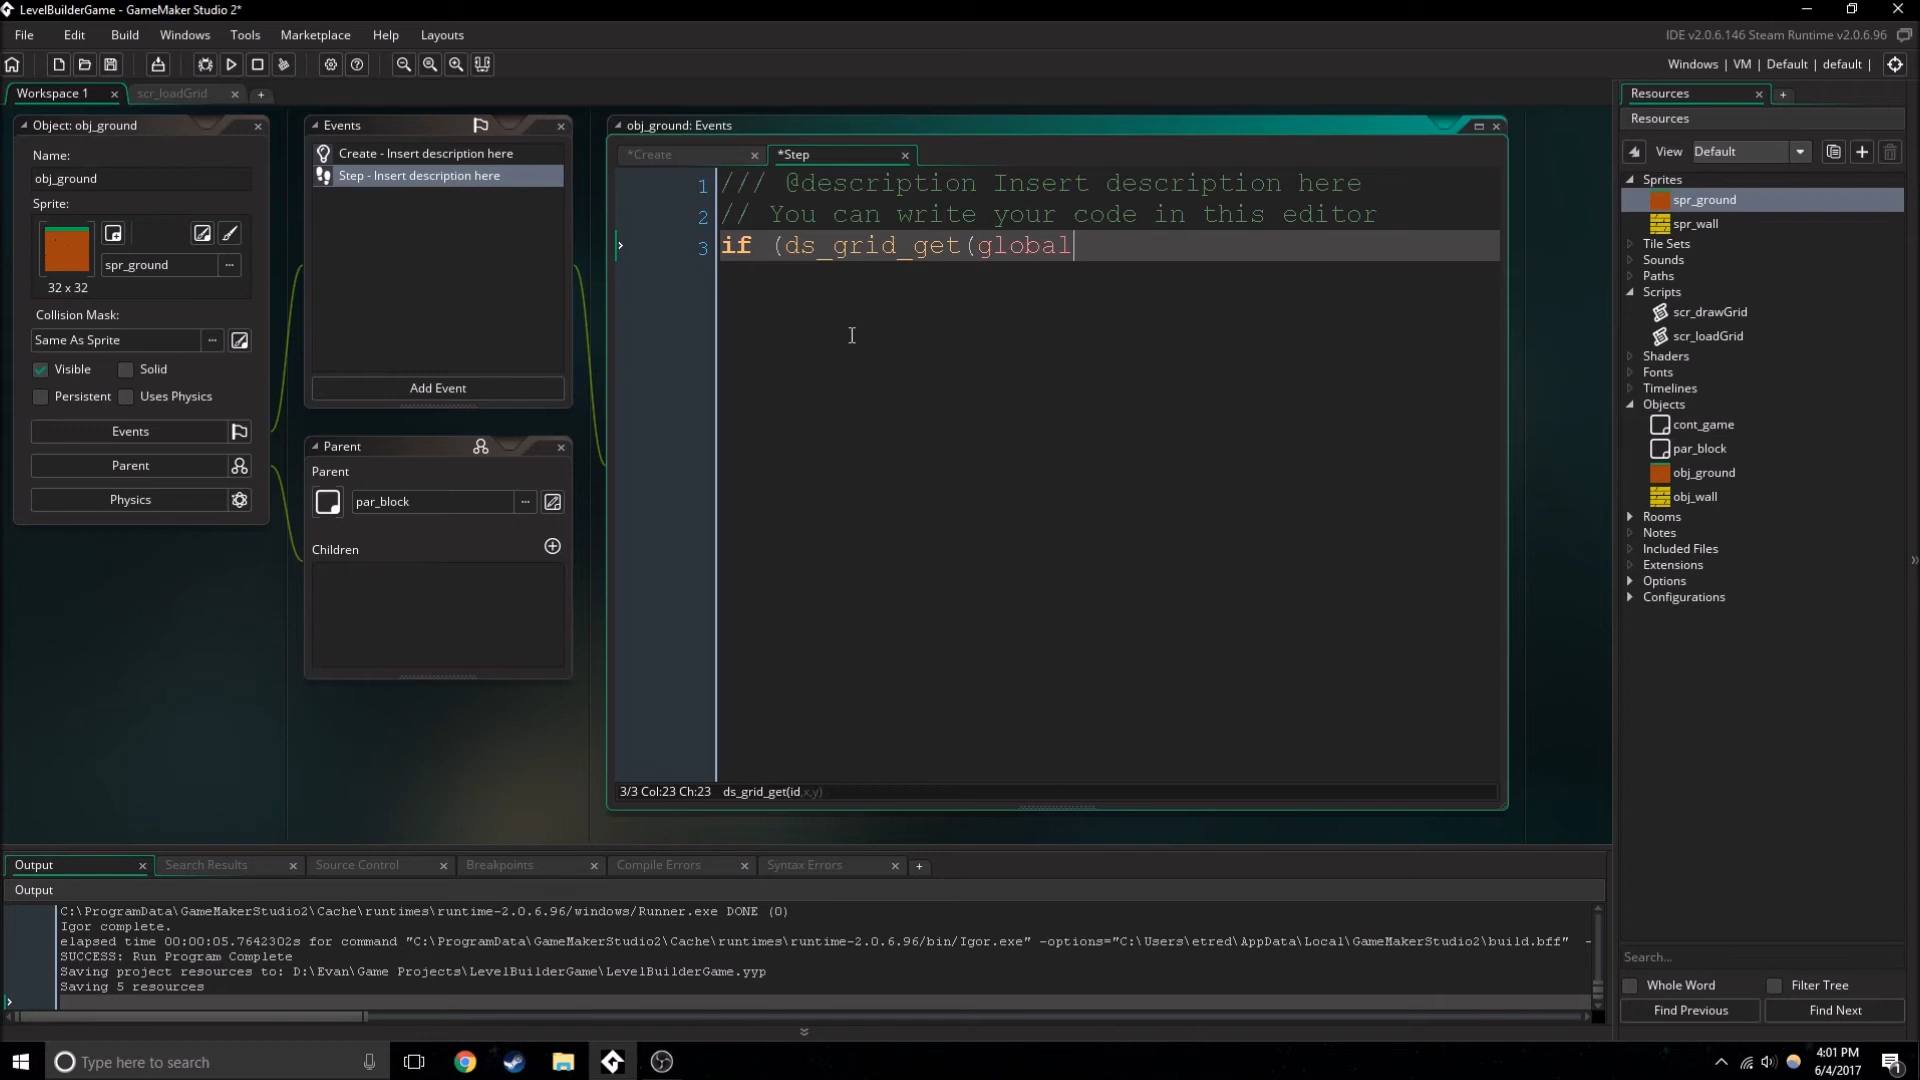 LevelBuilderGame - GameMaker Studio 2*
File Edit Build Windows Tools Marketplace Help Layouts
IDE v2.0.6.146 Steam Runtime v2.0.6.96
Windows | VM | Default | default |
Workspace 1
scr_loadGrid
Object: obj_ground
Name:
obj_ground
Sprite:
spr_ground
32 x 32
Collision Mask:
Same As Sprite
Visible Solid
Persistent Uses Physics
Events
Parent
Physics
Events
Create - Insert description here
Step - Insert description here
Add Event
Parent
Parent
par_block
Children
obj_ground: Events
*Create
*Step
1 /// @description Insert description here
2 // You can write your code in this editor
3 if (ds_grid_get(global
3/3 Col:23 Ch:23 ds_grid_get(id,x,y)
Resources
Resources
View Default
Sprites
spr_ground
spr_wall
Tile Sets
Sounds
Paths
Scripts
scr_drawGrid
scr_loadGrid
Shaders
Fonts
Timelines
Objects
cont_game
par_block
obj_ground
obj_wall
Rooms
Notes
Included Files
Extensions
Options
Configurations
Search...
Whole Word Filter Tree
Find Previous Find Next
Output Search Results Source Control Breakpoints Compile Errors Syntax Errors
Output
C:\ProgramData\GameMakerStudio2\Cache\runtimes\runtime-2.0.6.96/windows/Runner.exe DONE (0)
Igor complete.
elapsed time 00:00:05.7642302s for command "C:\ProgramData\GameMakerStudio2\Cache\runtimes\runtime-2.0.6.96/bin/Igor.exe" -options="C:\Users\etred\AppData\Local\GameMakerStudio2\build.bff" -
SUCCESS: Run Program Complete
Saving project resources to: D:\Evan\Game Projects\LevelBuilderGame\LevelBuilderGame.yyp
Saving 5 resources
Type here to search
4:01 PM
6/4/2017
1